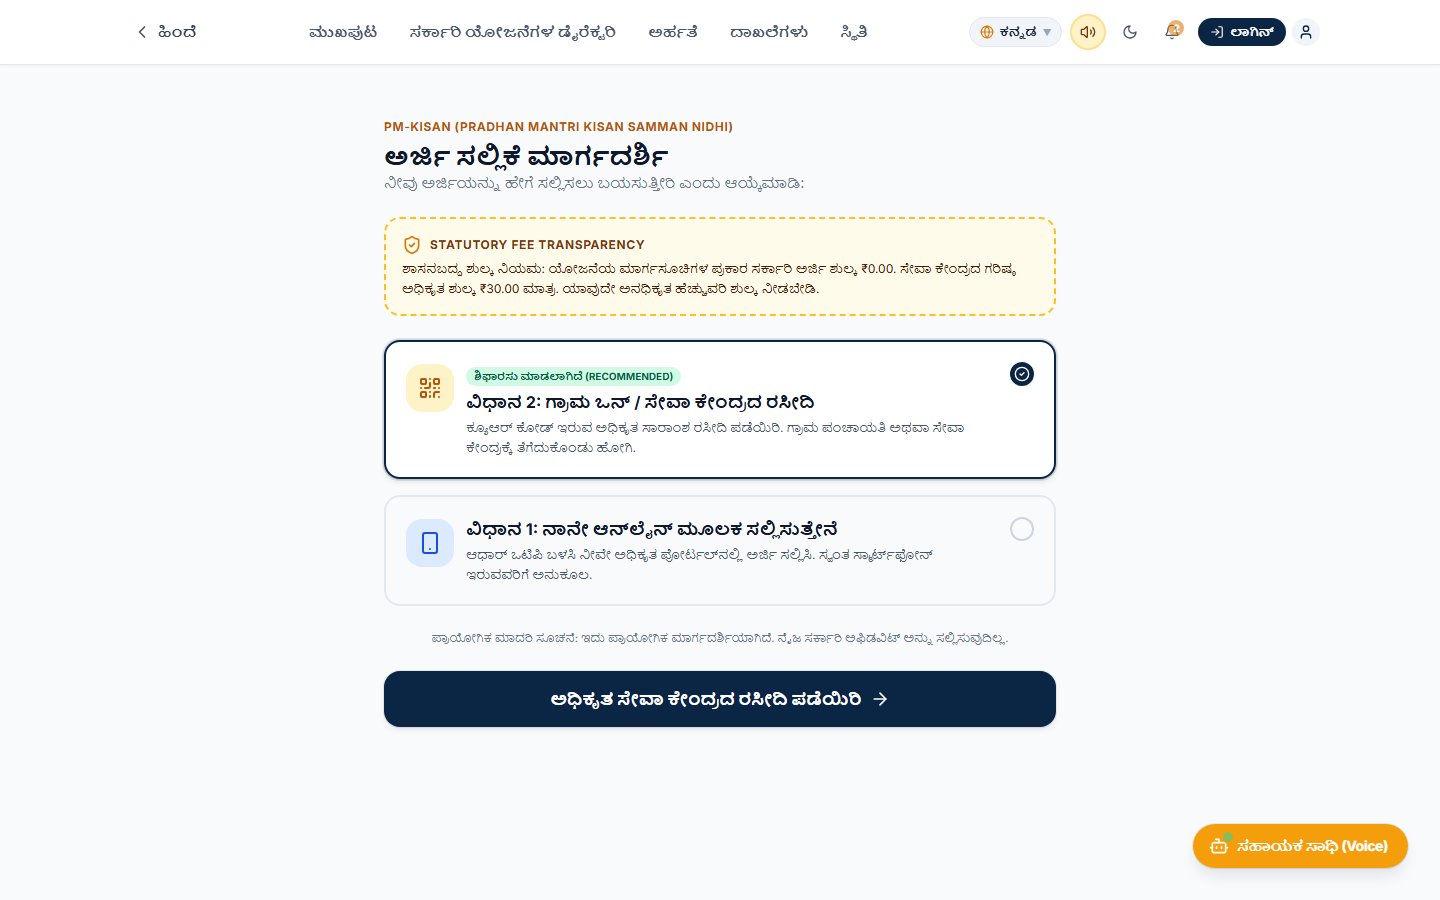 ಹಿಂದೆ
ಮುಖಪುಟ
ಸರ್ಕಾರಿ ಯೋಜನೆಗಳ ಡೈರೆಕ್ಟರಿ
ಅರ್ಹತೆ
ದಾಖಲೆಗಳು
ಸ್ಥಿತಿ
ಕನ್ನಡ
ಲಾಗಿನ್
PM-KISAN (PRADHAN MANTRI KISAN SAMMAN NIDHI)
ಅರ್ಜಿ ಸಲ್ಲಿಕೆ ಮಾರ್ಗದರ್ಶಿ
ನೀವು ಅರ್ಜಿಯನ್ನು ಹೇಗೆ ಸಲ್ಲಿಸಲು ಬಯಸುತ್ತೀರಿ ಎಂದು ಆಯ್ಕೆಮಾಡಿ:
STATUTORY FEE TRANSPARENCY
ಶಾಸನಬದ್ಧ ಶುಲ್ಕ ನಿಯಮ: ಯೋಜನೆಯ ಮಾರ್ಗಸೂಚಿಗಳ ಪ್ರಕಾರ ಸರ್ಕಾರಿ ಅರ್ಜಿ ಶುಲ್ಕ ₹0.00. ಸೇವಾ ಕೇಂದ್ರದ ಗರಿಷ್ಠ
ಅಧಿಕೃತ ಶುಲ್ಕ ₹30.00 ಮಾತ್ರ. ಯಾವುದೇ ಅನಧಿಕೃತ ಹೆಚ್ಚುವರಿ ಶುಲ್ಕ ನೀಡಬೇಡಿ.
ಶಿಫಾರಸು ಮಾಡಲಾಗಿದೆ (RECOMMENDED)
ವಿಧಾನ 2: ಗ್ರಾಮ ಒನ್ / ಸೇವಾ ಕೇಂದ್ರದ ರಸೀದಿ
ಕ್ಯೂಆರ್ ಕೋಡ್ ಇರುವ ಅಧಿಕೃತ ಸಾರಾಂಶ ರಸೀದಿ ಪಡೆಯಿರಿ. ಗ್ರಾಮ ಪಂಚಾಯತಿ ಅಥವಾ ಸೇವಾ
ಕೇಂದ್ರಕ್ಕೆ ತೆಗೆದುಕೊಂಡು ಹೋಗಿ.
ವಿಧಾನ 1: ನಾನೇ ಆನ್‌ಲೈನ್ ಮೂಲಕ ಸಲ್ಲಿಸುತ್ತೇನೆ
ಆಧಾರ್ ಒಟಿಪಿ ಬಳಸಿ ನೀವೇ ಅಧಿಕೃತ ಪೋರ್ಟಲ್‌ನಲ್ಲಿ ಅರ್ಜಿ ಸಲ್ಲಿಸಿ. ಸ್ವಂತ ಸ್ಮಾರ್ಟ್‌ಫೋನ್
ಇರುವವರಿಗೆ ಅನುಕೂಲ.
ಪ್ರಾಯೋಗಿಕ ಮಾದರಿ ಸೂಚನೆ: ಇದು ಪ್ರಾಯೋಗಿಕ ಮಾರ್ಗದರ್ಶಿಯಾಗಿದೆ. ನೈಜ ಸರ್ಕಾರಿ ಅಫಿಡವಿಟ್ ಅನ್ನು ಸಲ್ಲಿಸುವುದಿಲ್ಲ.
ಅಧಿಕೃತ ಸೇವಾ ಕೇಂದ್ರದ ರಸೀದಿ ಪಡೆಯಿರಿ
ಸಹಾಯಕ ಸಾಥಿ (Voice)